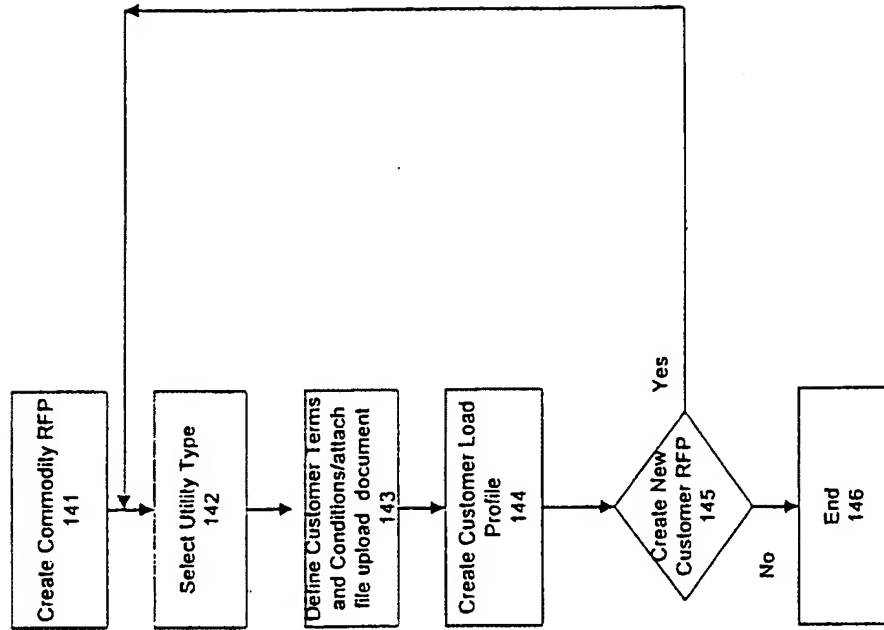 Create Commodity RFP
141
Select Utility Type
142
Define Customer Terms
and Conditions/attach
file upload document
143
Create Customer Load
Profile
144
Create New
Customer RFP
145
Yes
No
End
146